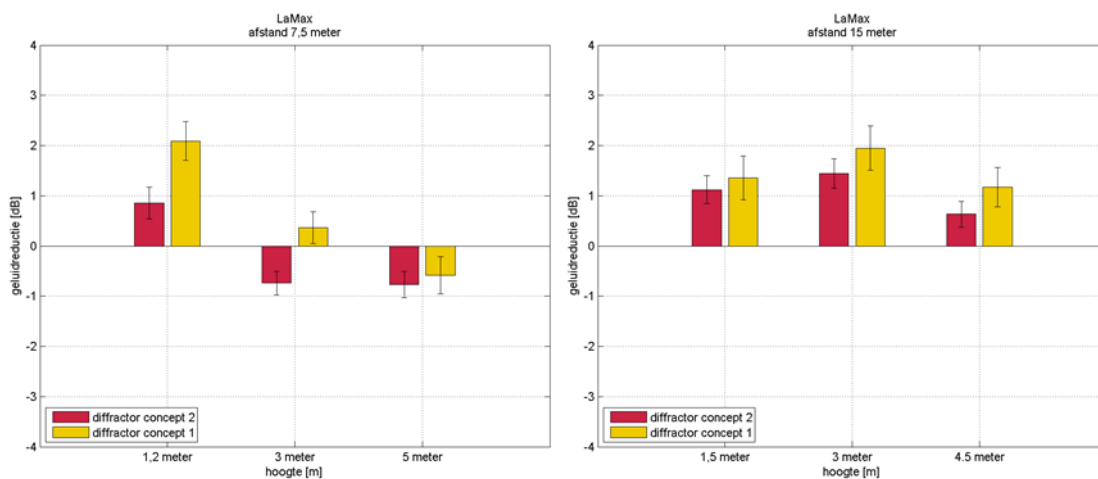 LaMax
afstand 7,5 meter
4
3
2
1
0
-1
-2
-3
-4
geluidreductie [dB]
diffractor concept 2
diffractor concept 1
1,2 meter
3 meter
5 meter
hoogte [m]
LaMax
afstand 15 meter
4
3
2
1
0
-1
-2
-3
-4
geluidreductie [dB]
diffractor concept 2
diffractor concept 1
1,5 meter
3 meter
4.5 meter
hoogte [m]